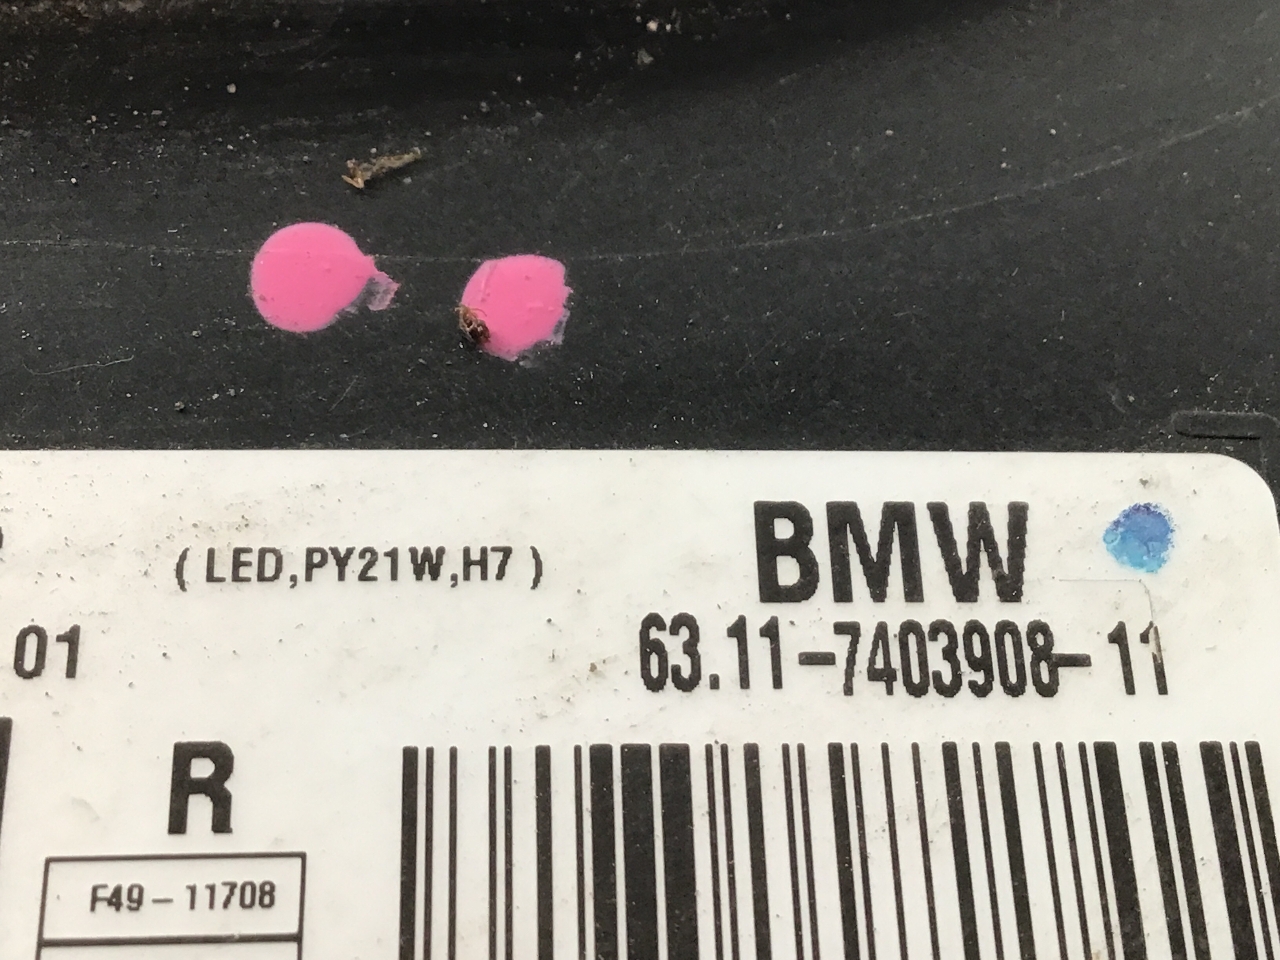 ( LED,PY21W,H7 )
BMW
01
63.11-7403908-11
R
F49-11708